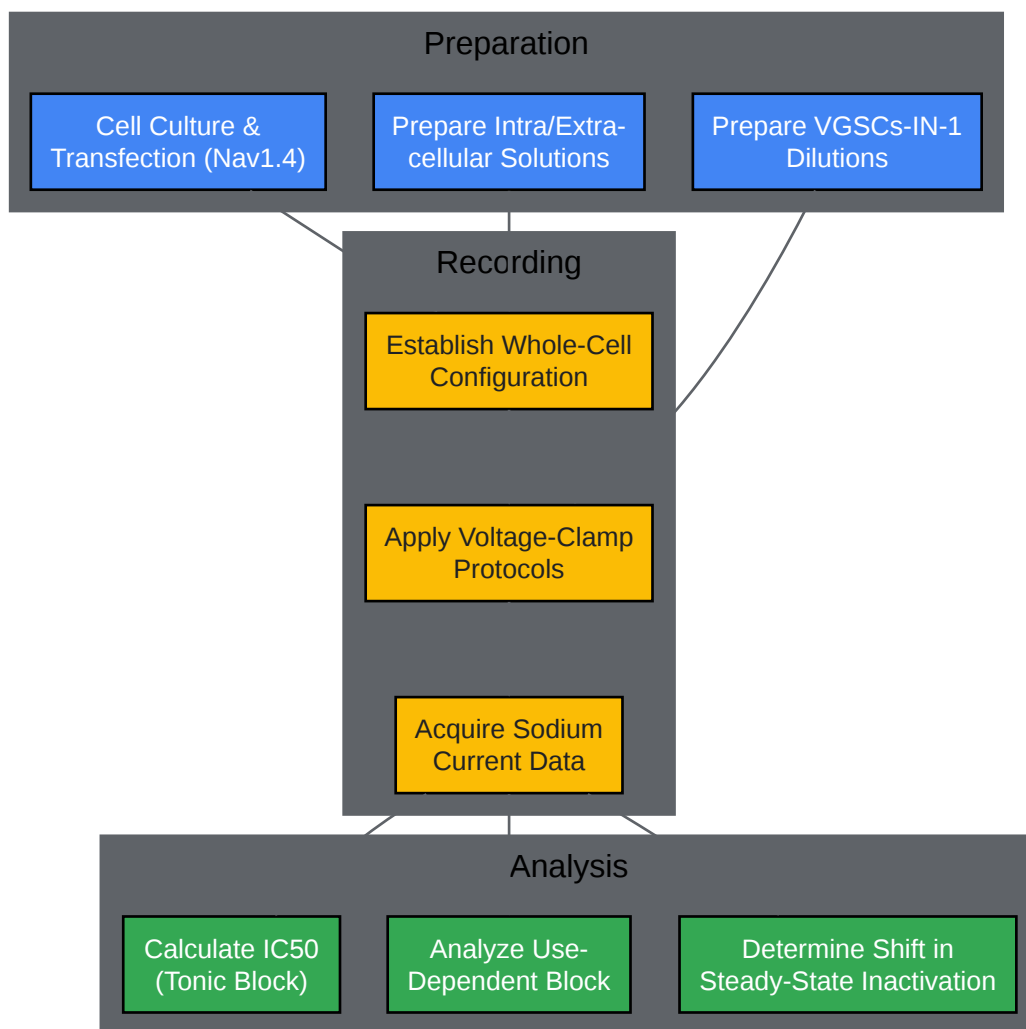 Preparation
Cell Culture &
Transfection (Nav1.4)
Prepare Intra/Extra-
cellular Solutions
Prepare VGSCs-IN-1
Dilutions
Recording
Establish Whole-Cell
Configuration
Apply Voltage-Clamp
Protocols
Acquire Sodium
Current Data
Analysis
Calculate IC50
(Tonic Block)
Analyze Use-
Dependent Block
Determine Shift in
Steady-State Inactivation